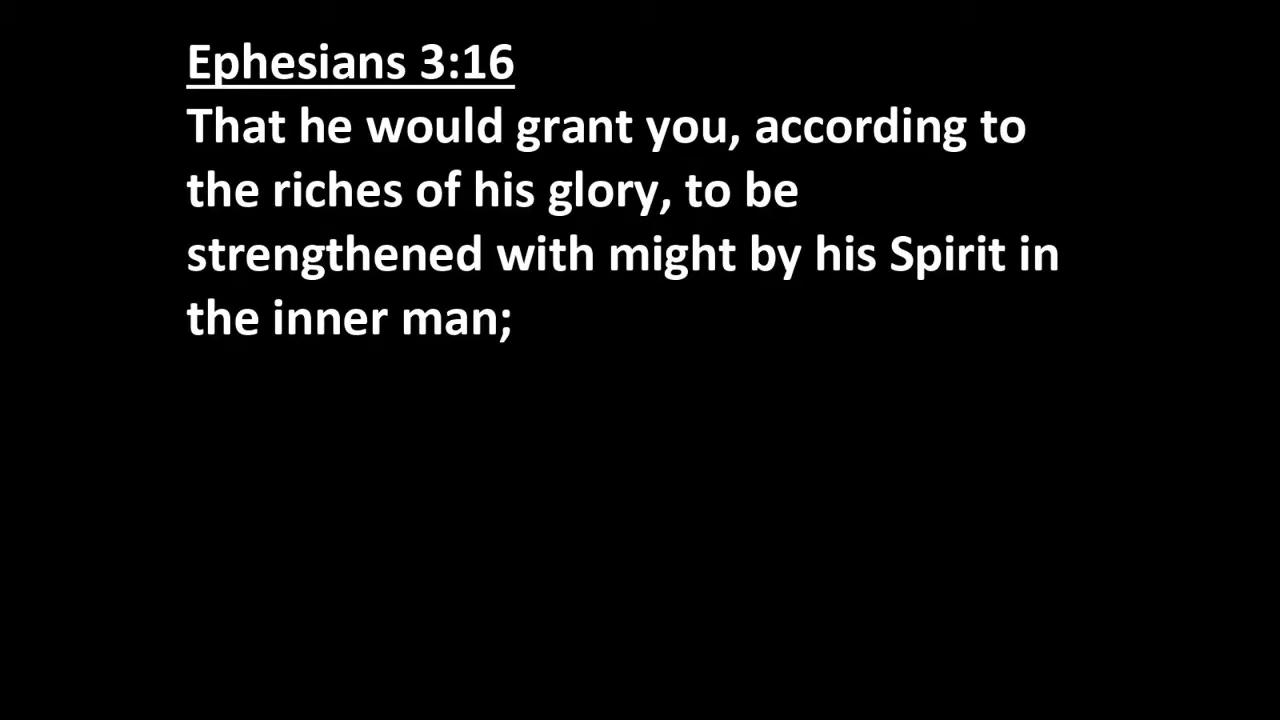 Ephesians 3:16
That he would grant you, according to
the riches of his glory, to be
strengthened with might by his Spirit in
the inner man;